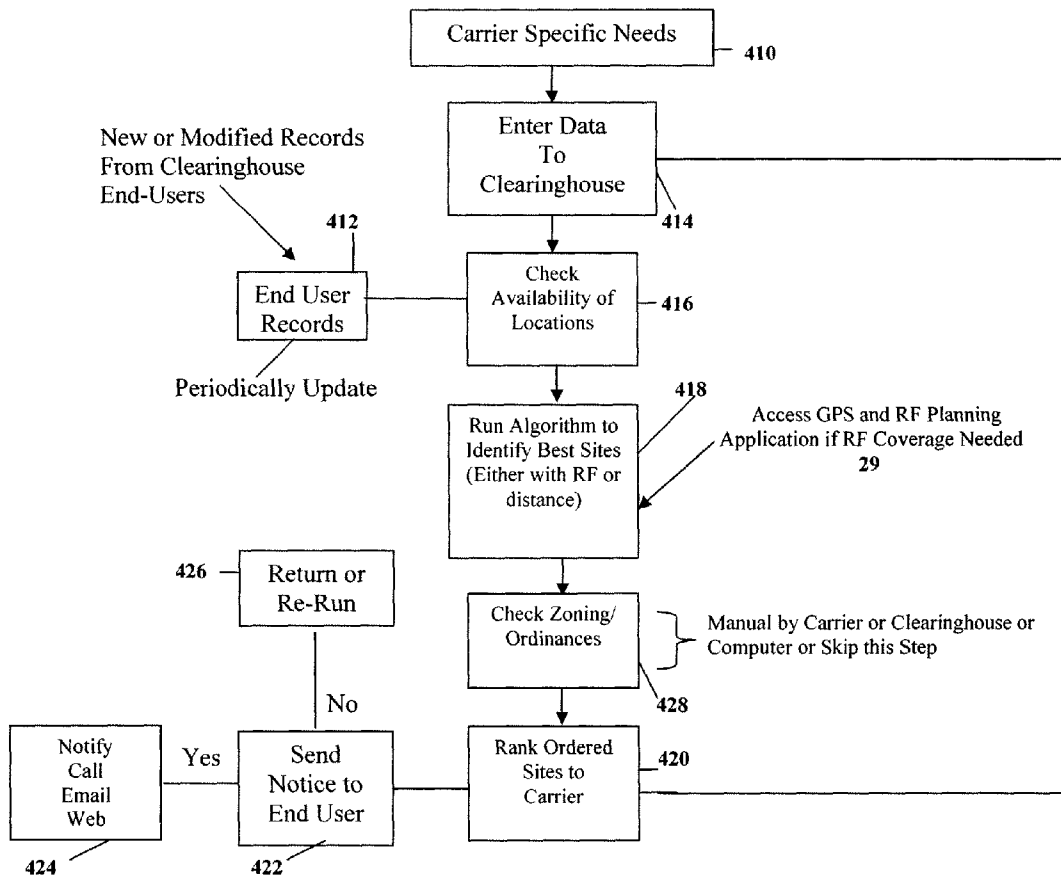 Carrier Specific Needs
410
Enter Data
To
Clearinghouse
414
New or Modified Records
From Clearinghouse
End-Users
412
End User
Records
Periodically Update
Check
Availability of
Locations
416
418
Run Algorithm to
Identify Best Sites
(Either with RF or
distance)
Access GPS and RF Planning
Application if RF Coverage Needed
29
426
Return or
Re-Run
Check Zoning/
Ordinances
Manual by Carrier or Clearinghouse or
Computer or Skip this Step
428
No
Notify
Call
Email
Web
Yes
Send
Notice to
End User
Rank Ordered
Sites to
Carrier
420
424
422